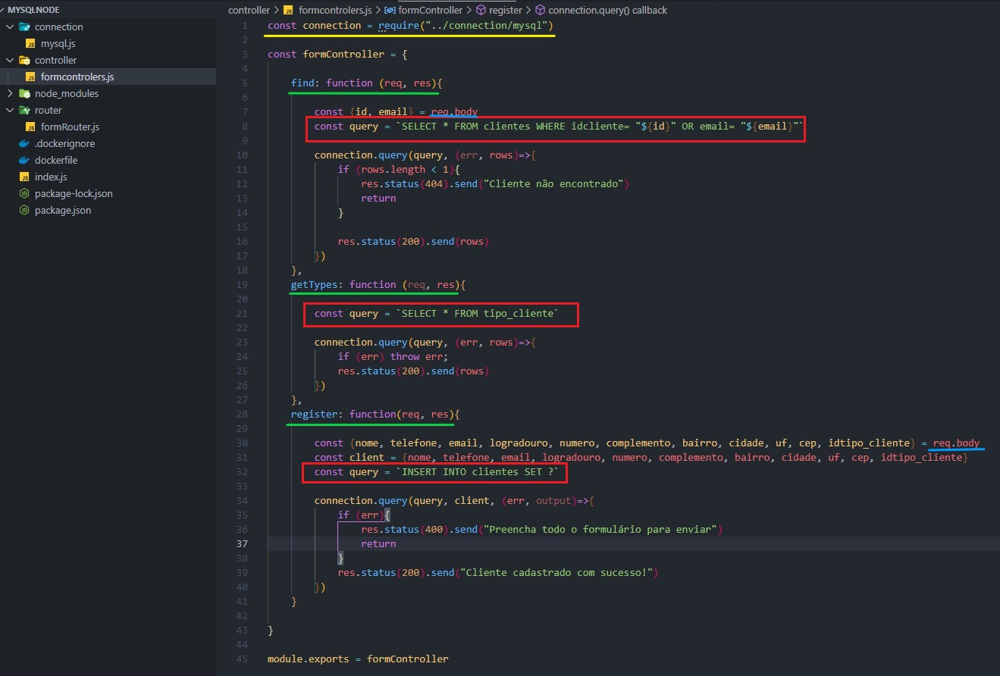 MYSQLNODE
connection
mysql.js
controller
formcontrolers.js
node_modules
router
formRouter.js
.dockerignore
dockerfile
index.js
package-lock.json
package.json
controller > formcontrolers.js > formController > register > connection.query() callback
1 const connection = require("../connection/mysql")
2
3 const formController = {
4
5 find: function (req, res){
6
7 const {id, email} = req.body
8 const query = `SELECT * FROM clientes WHERE idcliente= "${id}" OR email= "${email}"`
9
10 connection.query(query, (err, rows)=>{
11 if (rows.length < 1){
12 res.status(404).send("Cliente não encontrado")
13 return
14 }
15
16 res.status(200).send(rows)
17 })
18 },
19 getTypes: function (req, res){
20
21 const query = `SELECT * FROM tipo_cliente`
22
23 connection.query(query, (err, rows)=>{
24 if (err) throw err;
25 res.status(200).send(rows)
26 })
27 },
28 register: function(req, res){
29
30 const {nome, telefone, email, logradouro, numero, complemento, bairro, cidade, uf, cep, idtipo_cliente} = req.body
31 const client = {nome, telefone, email, logradouro, numero, complemento, bairro, cidade, uf, cep, idtipo_cliente}
32 const query = `INSERT INTO clientes SET ?`
33
34 connection.query(query, client, (err, output)=>{
35 if (err){
36 res.status(400).send("Preencha todo o formulário para enviar")
37 return
38 }
39 res.status(200).send("Cliente cadastrado com sucesso!")
40 })
41 }
42
43 }
44
45 module.exports = formController